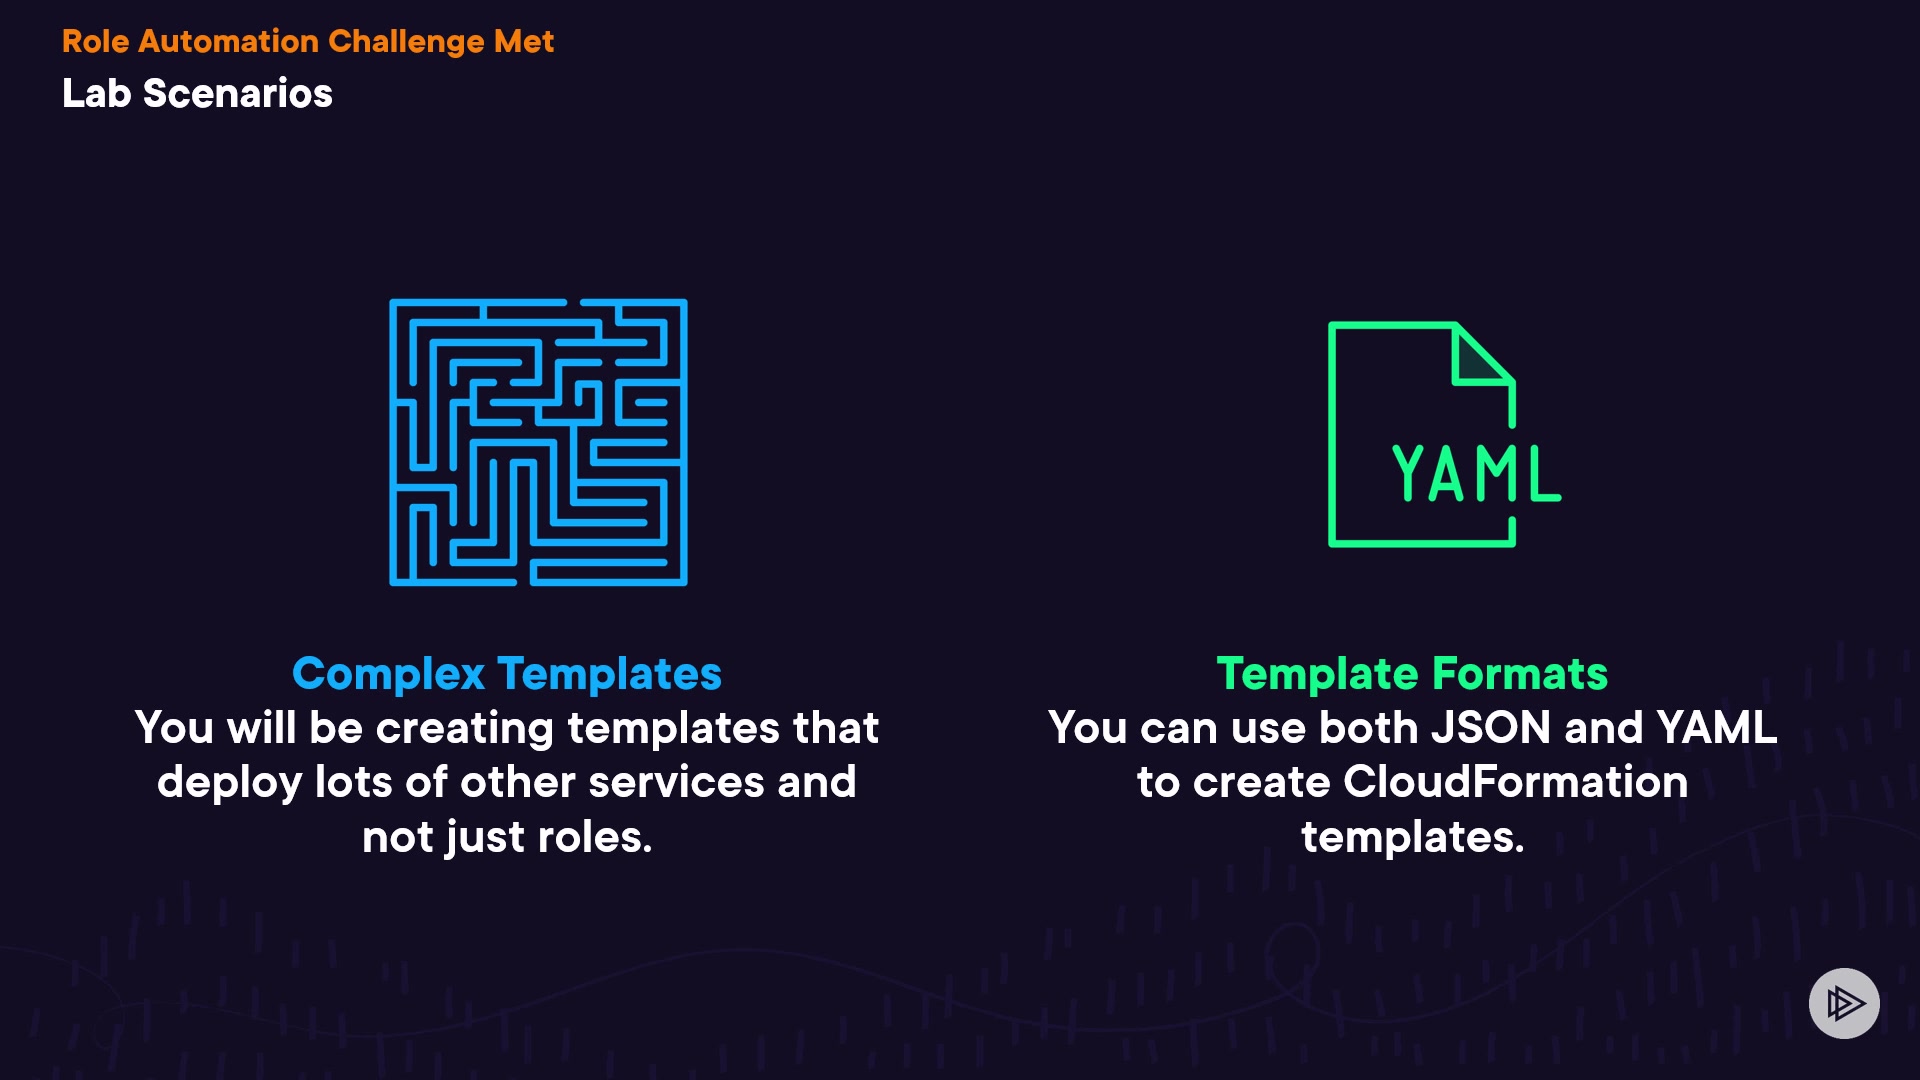 Role Automation Challenge Met
Lab Scenarios
YAML
Complex Templates
You will be creating templates that
deploy lots of other services and
not just roles.
Template Formats
You can use both JSON and YAML
to create CloudFormation
templates.